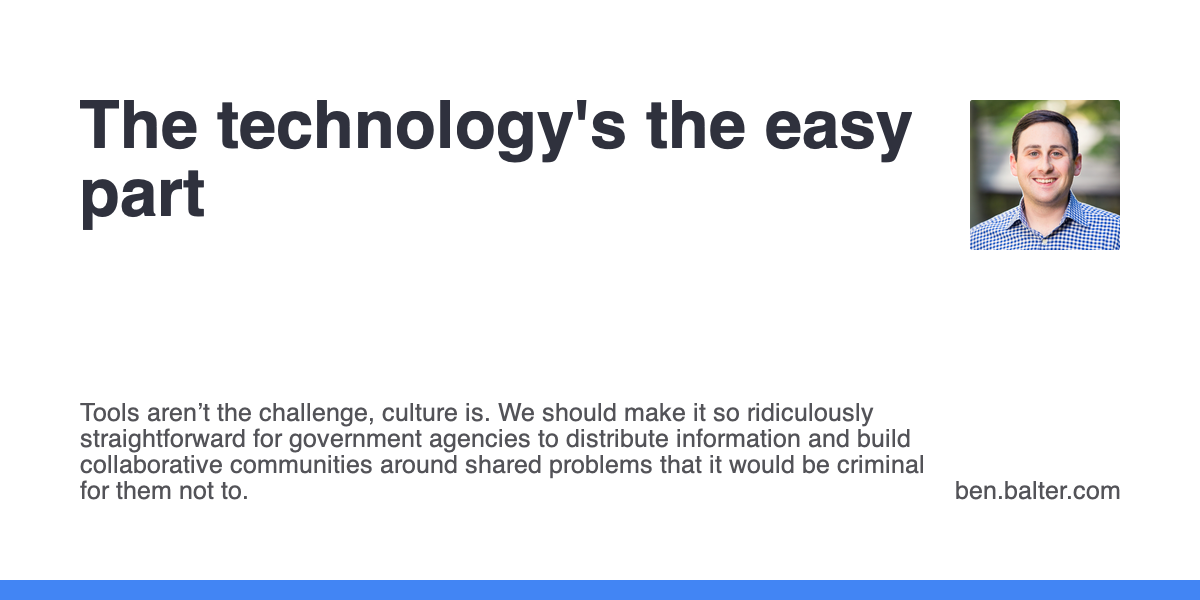 The technology's the easy
part
Tools aren’t the challenge, culture is. We should make it so ridiculously
straightforward for government agencies to distribute information and build
collaborative communities around shared problems that it would be criminal
for them not to.
ben.balter.com